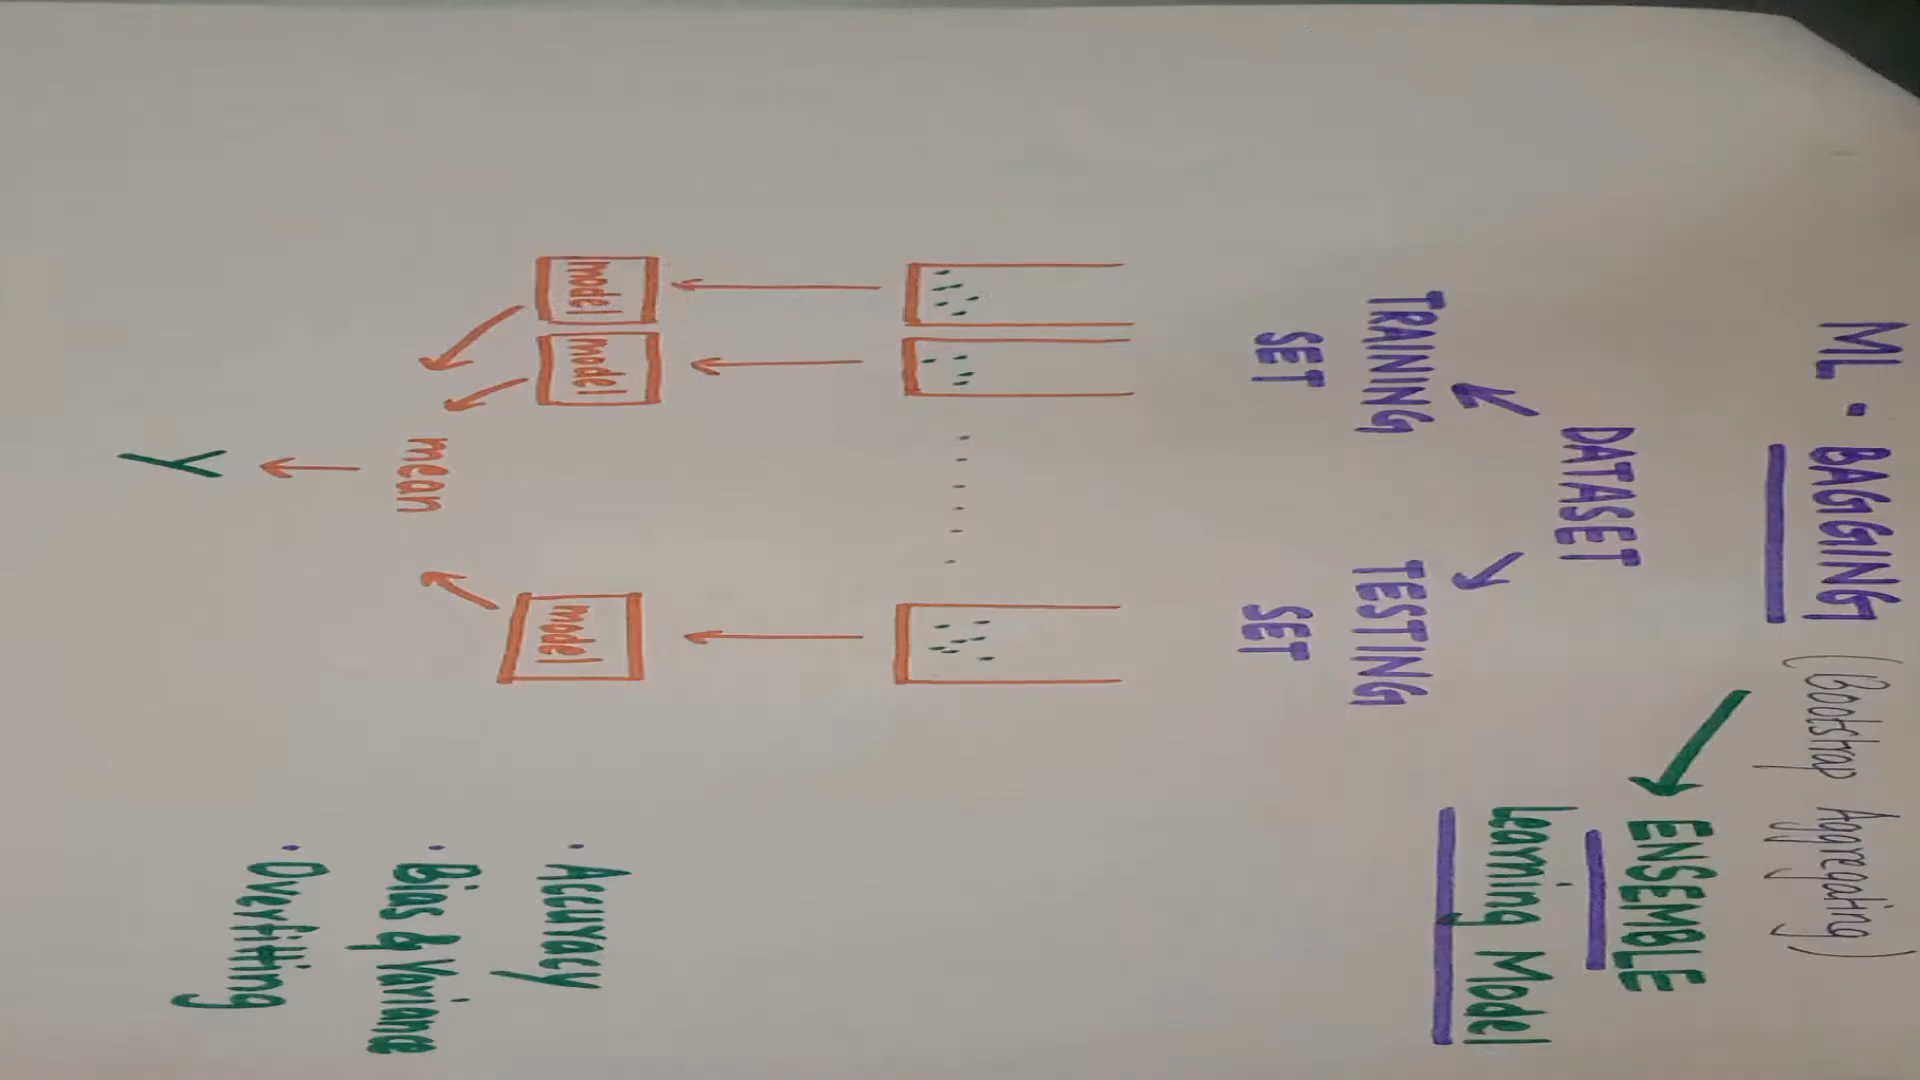 ML • BAGGING (Bootstrap Aggregating)
ENSEMBLE
Learning Model
DATASET
TRAINING
SET
TESTING
SET
model
model
model
mean
Y
• Accuracy
• Bias & Variance
• Overfitting